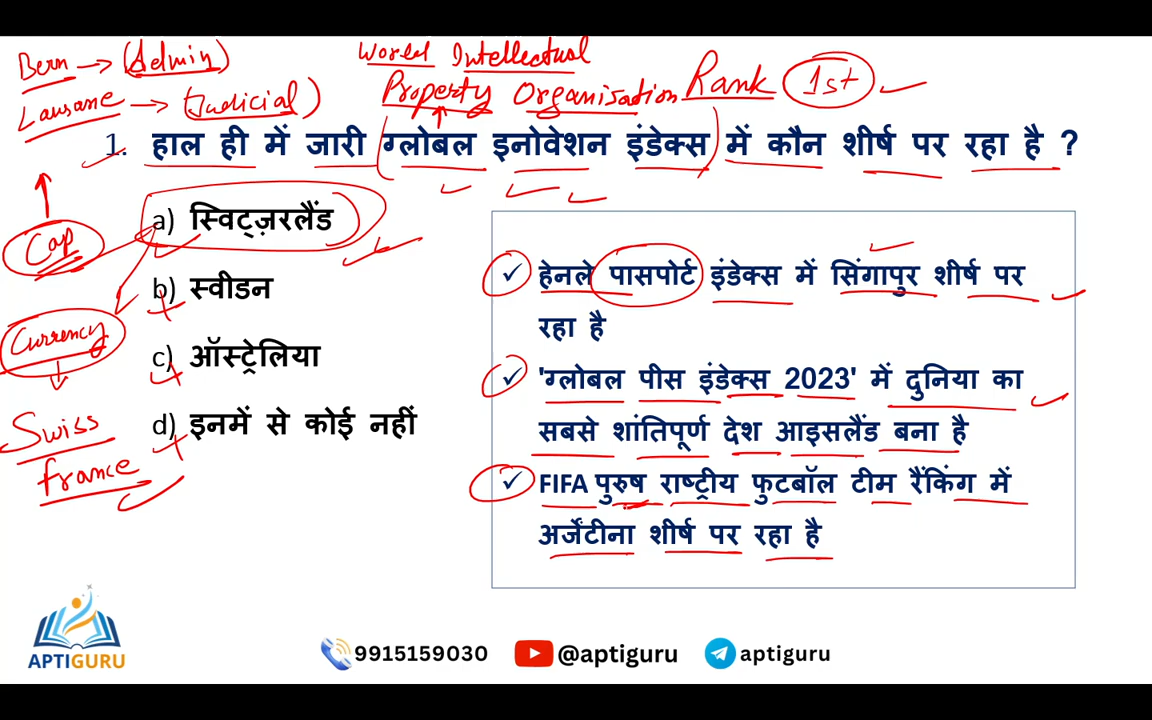 Bern → (Admin)
Lausane → (Judicial)
World Intellectual
Property Organisation
Rank 1st
1. हाल ही में जारी ग्लोबल इनोवेशन इंडेक्स में कौन शीर्ष पर रहा है ?
a) स्विट्ज़रलैंड
b) स्वीडन
c) ऑस्ट्रेलिया
d) इनमें से कोई नहीं
Cap
Currency
Swiss
france
✓ हेनले पासपोर्ट इंडेक्स में सिंगापुर शीर्ष पर
रहा है
✓ 'ग्लोबल पीस इंडेक्स 2023' में दुनिया का
सबसे शांतिपूर्ण देश आइसलैंड बना है
✓ FIFA पुरुष राष्ट्रीय फुटबॉल टीम रैंकिंग में
अर्जेंटीना शीर्ष पर रहा है
APTIGURU
9915159030 @aptiguru aptiguru